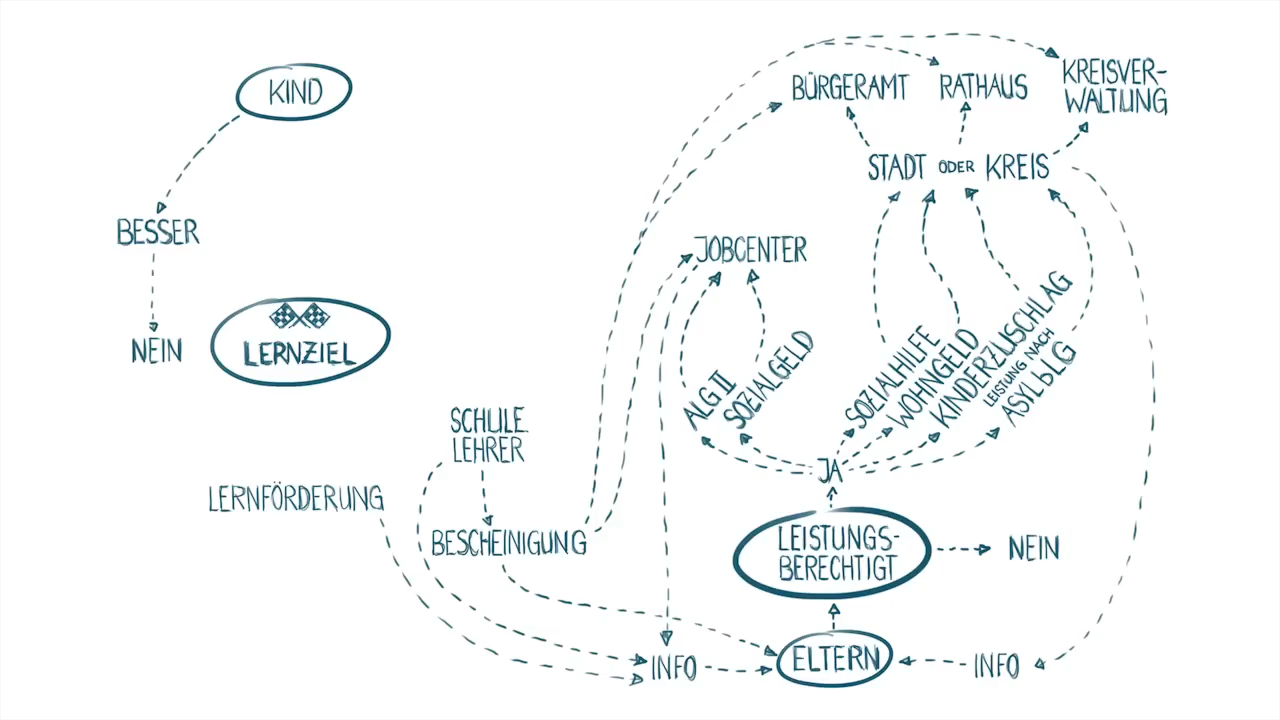 KIND
BESSER
NEIN
LERNZIEL
SCHULE
LEHRER
LERNFÖRDERUNG
BESCHEINIGUNG
INFO
ELTERN
INFO
LEISTUNGS-
BERECHTIGT
NEIN
JA
ALG II
SOZIALGELD
SOZIALHILFE
WOHNGELD
KINDERZUSCHLAG
LEISTUNG NACH
ASYLbLG
JOBCENTER
STADT ODER KREIS
BÜRGERAMT
RATHAUS
KREISVER-
WALTUNG